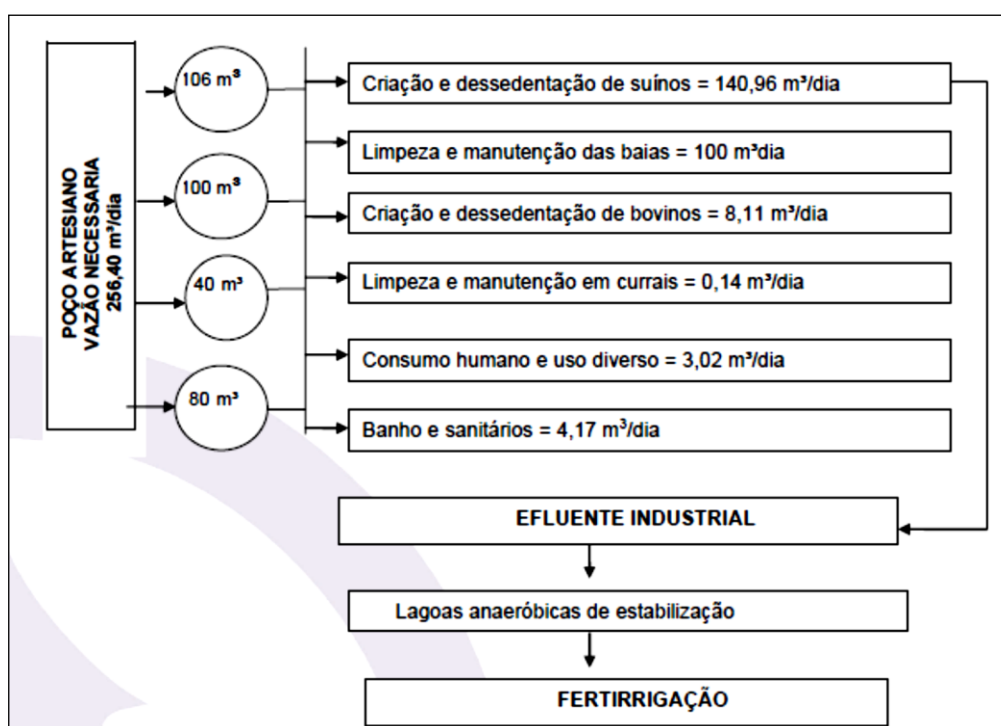 POÇO ARTESIANO
VAZÃO NECESSARIA
256,40 m³/dia
106 m³
100 m³
40 m³
80 m³
Criação e dessedentação de suínos = 140,96 m³/dia
Limpeza e manutenção das baias = 100 m³dia
Criação e dessedentação de bovinos = 8,11 m³/dia
Limpeza e manutenção em currais = 0,14 m³/dia
Consumo humano e uso diverso = 3,02 m³/dia
Banho e sanitários = 4,17 m³/dia
EFLUENTE INDUSTRIAL
Lagoas anaeróbicas de estabilização
FERTIRRIGAÇÃO